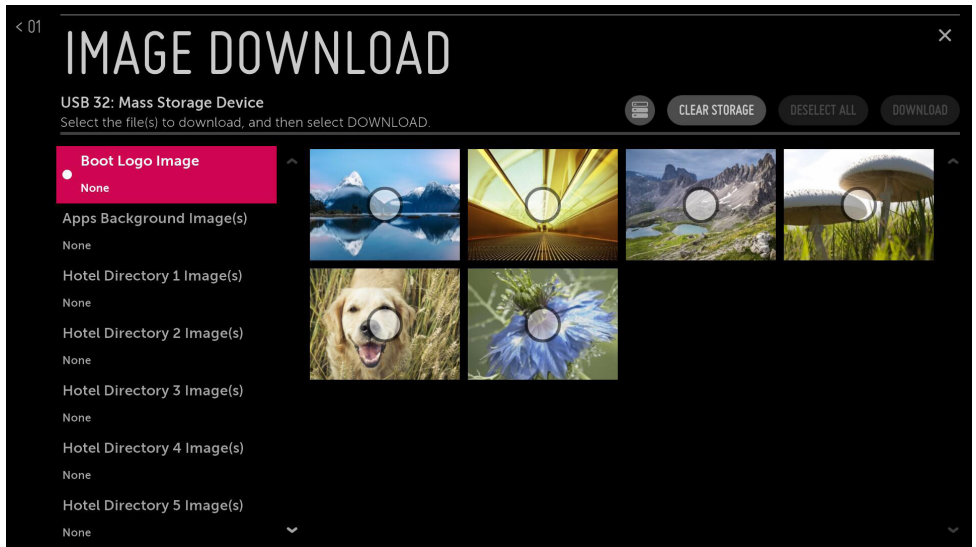 < 01
IMAGE DOWNLOAD
USB 32: Mass Storage Device
Select the file(s) to download, and then select DOWNLOAD.
CLEAR STORAGE
DESELECT ALL
DOWNLOAD
Boot Logo Image
None
Apps Background Image(s)
None
Hotel Directory 1 Image(s)
None
Hotel Directory 2 Image(s)
None
Hotel Directory 3 Image(s)
None
Hotel Directory 4 Image(s)
None
Hotel Directory 5 Image(s)
None